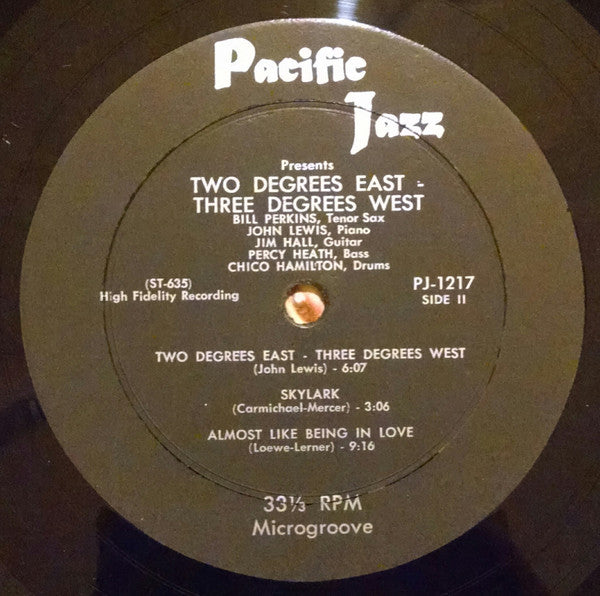 Pacific
Jazz
Presents
TWO DEGREES EAST -
THREE DEGREES WEST
BILL PERKINS, Tenor Sax
JOHN LEWIS, Piano
JIM HALL, Guitar
PERCY HEATH, Bass
CHICO HAMILTON, Drums
(ST-635)
High Fidelity Recording
PJ-1217
SIDE II
TWO DEGREES EAST - THREE DEGREES WEST
(John Lewis) - 6:07
SKYLARK
(Carmichael-Mercer) - 3:06
ALMOST LIKE BEING IN LOVE
(Loewe-Lerner) - 9:16
33⅓ RPM
Microgroove